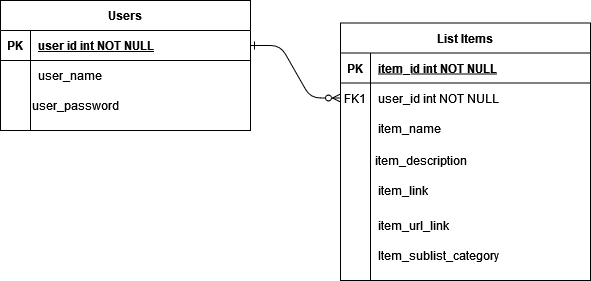 Users
PK user id int NOT NULL
user_name
user_password
List Items
PK item_id int NOT NULL
FK1 user_id int NOT NULL
item_name
item_description
item_link
item_url_link
Item_sublist_category